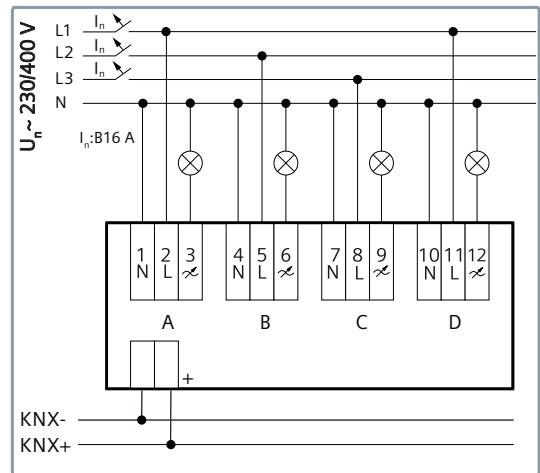 Un~ 230/400 V
L1 In
L2 In
L3 In
N
In:B16 A
1 2 3 4 5 6 7 8 9 10 11 12
N L N L N L N L
A B C D
+
KNX-
KNX+